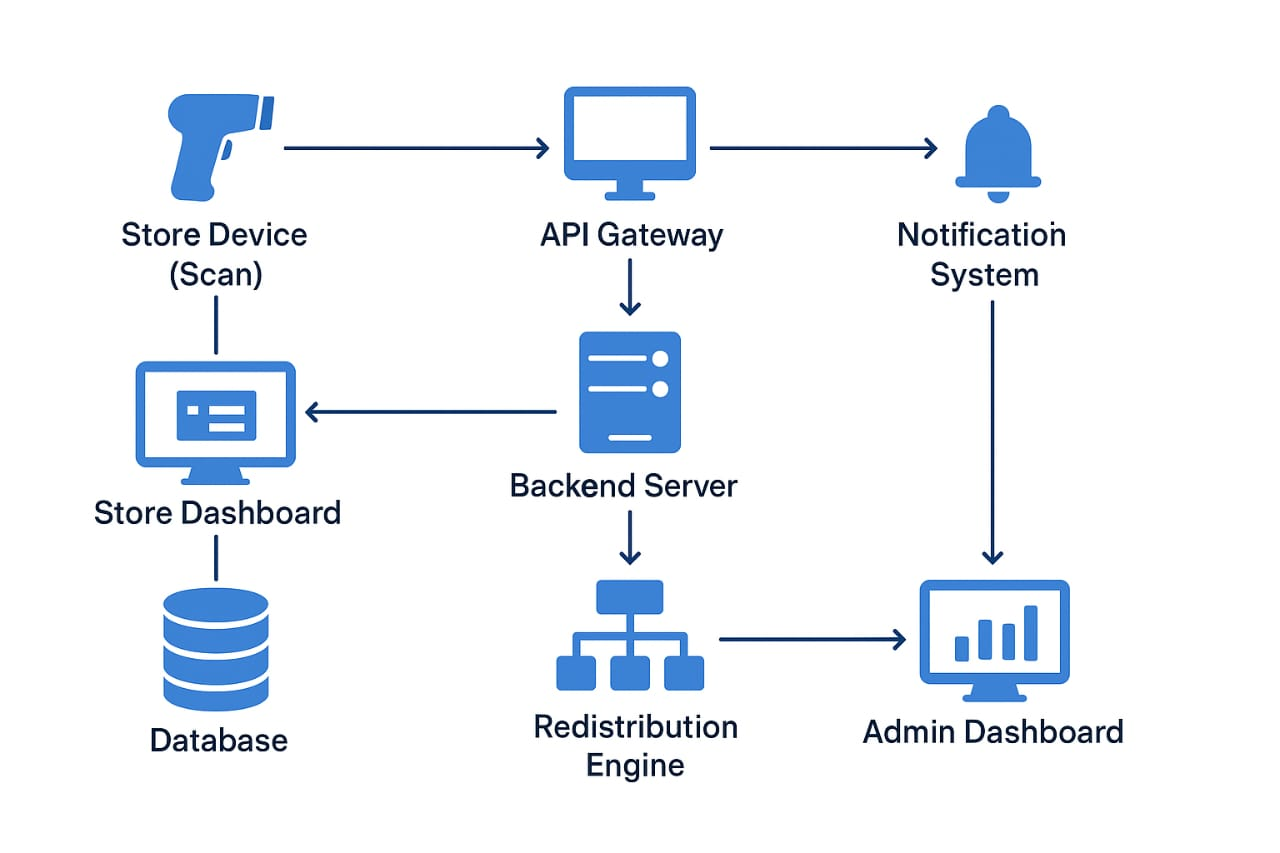 Store Device
(Scan)
API Gateway
Notification
System
Store Dashboard
Backend Server
Database
Redistribution
Engine
Admin Dashboard